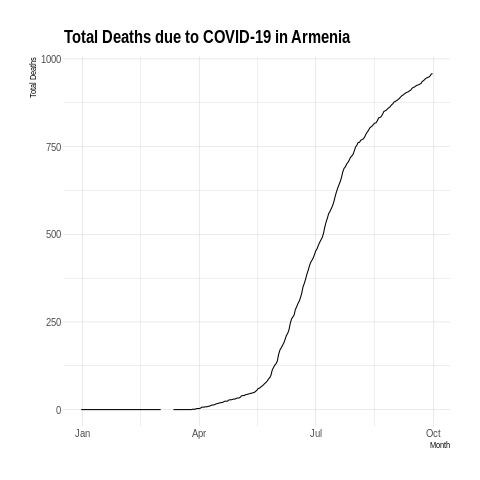 Total Deaths due to COVID-19 in Armenia
Total Deaths
1000
750
500
250
0
Jan Apr Jul Oct
Month